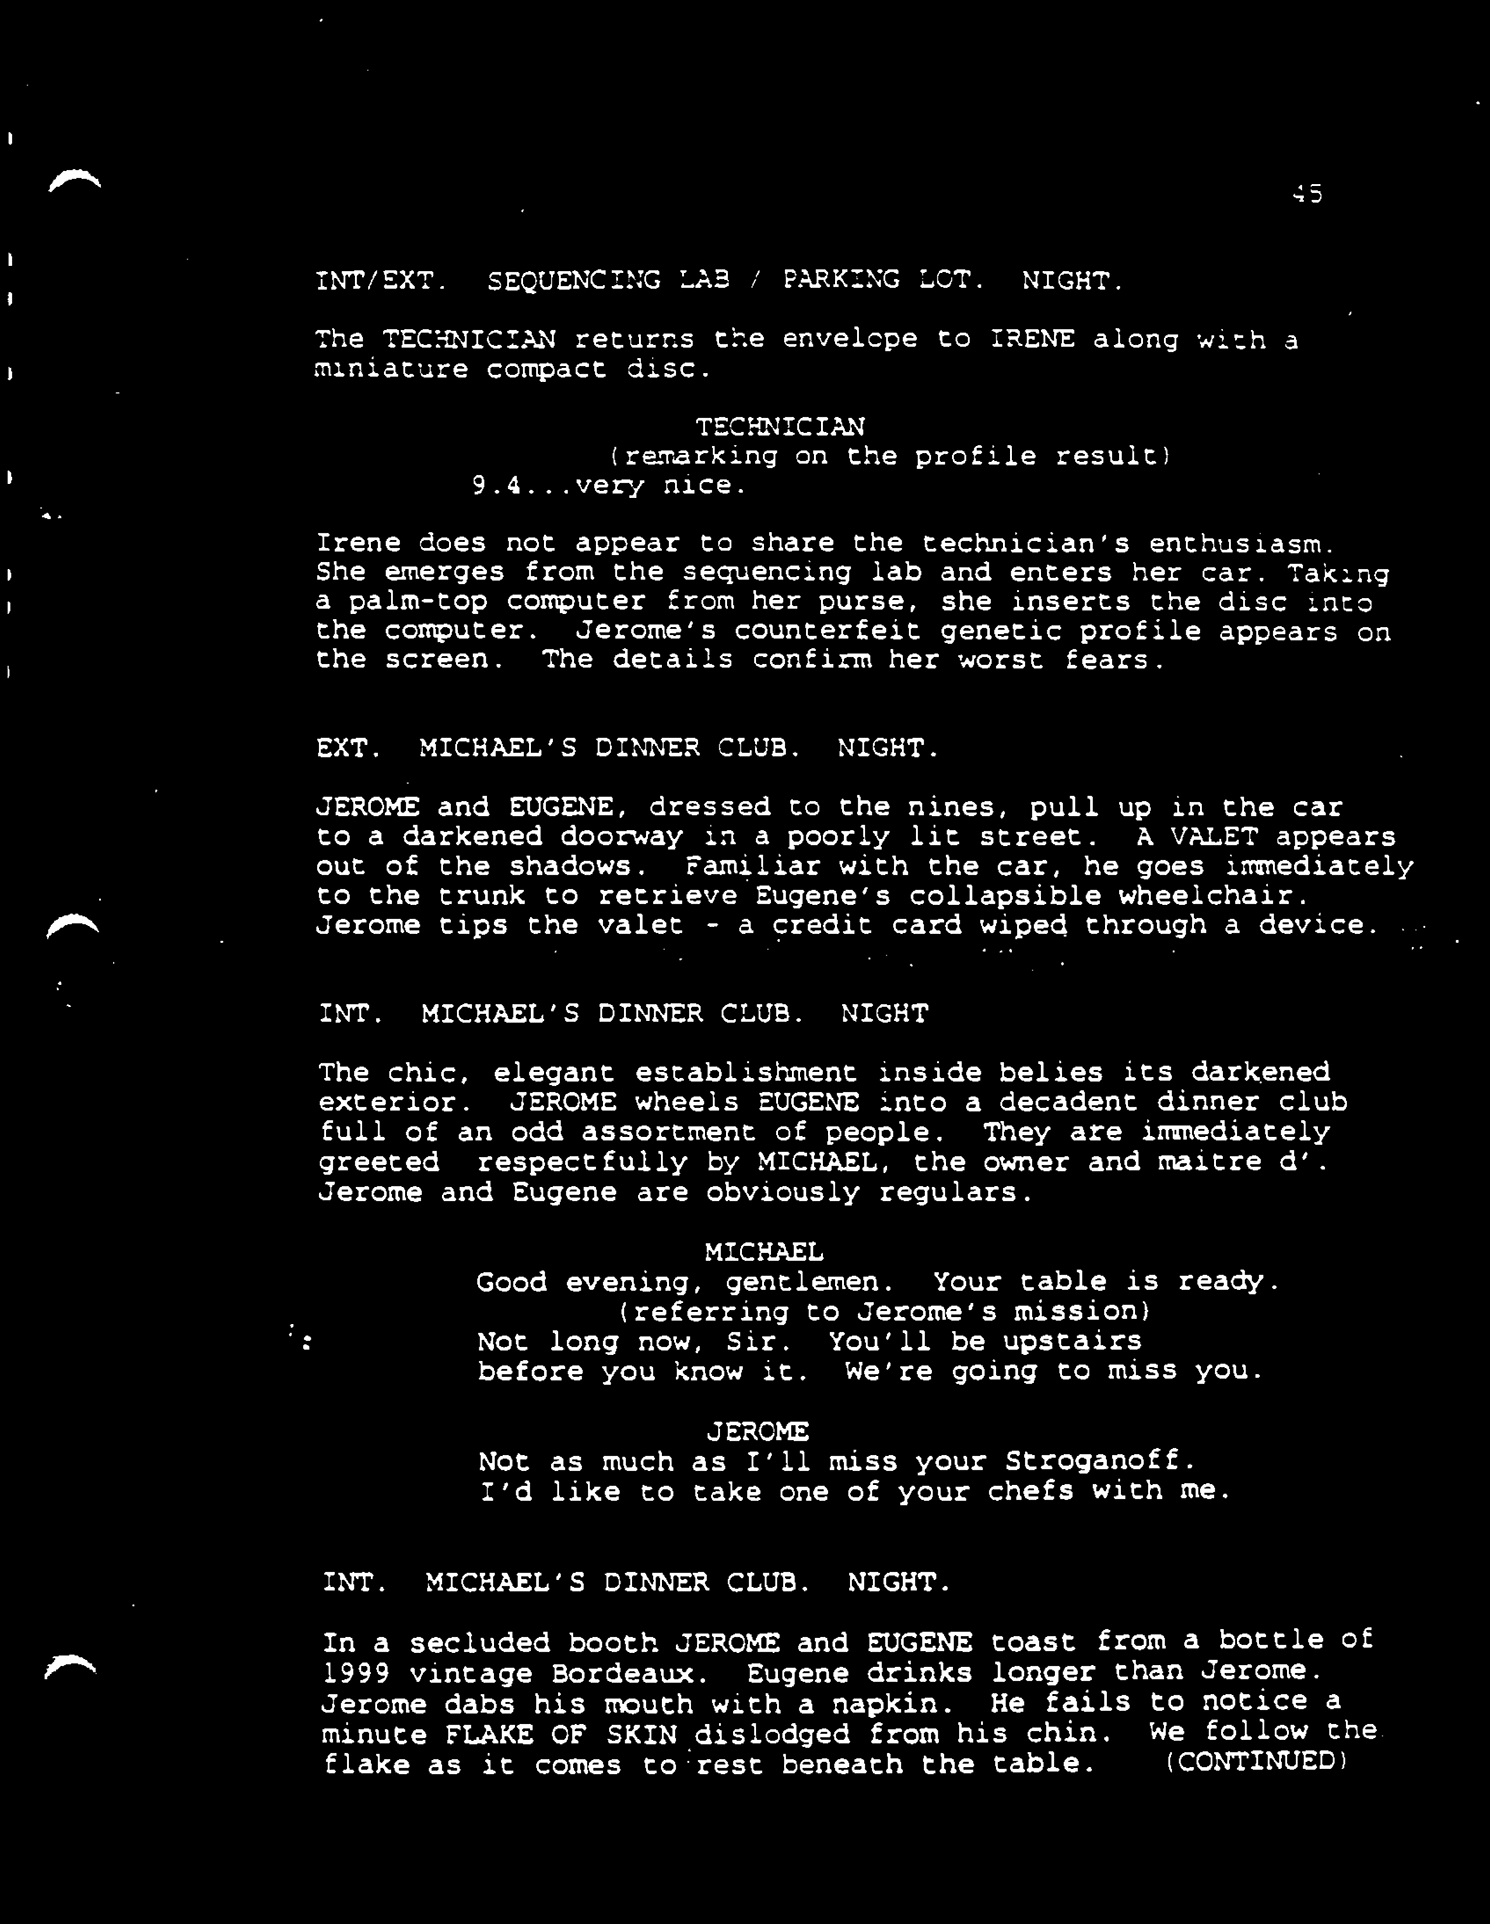 45
INT/EXT. SEQUENCING LAB / PARKING LOT. NIGHT.
The TECHNICIAN returns the envelope to IRENE along with a
miniature compact disc.
TECHNICIAN
(remarking on the profile result)
9.4...very nice.
Irene does not appear to share the technician's enthusiasm.
She emerges from the sequencing lab and enters her car. Taking
a palm-top computer from her purse, she inserts the disc into
the computer. Jerome's counterfeit genetic profile appears on
the screen. The details confirm her worst fears.
EXT. MICHAEL'S DINNER CLUB. NIGHT.
JEROME and EUGENE, dressed to the nines, pull up in the car
to a darkened doorway in a poorly lit street. A VALET appears
out of the shadows. Familiar with the car, he goes immediately
to the trunk to retrieve Eugene's collapsible wheelchair.
Jerome tips the valet - a credit card wiped through a device.
INT. MICHAEL'S DINNER CLUB. NIGHT
The chic, elegant establishment inside belies its darkened
exterior. JEROME wheels EUGENE into a decadent dinner club
full of an odd assortment of people. They are immediately
greeted respectfully by MICHAEL, the owner and maitre d'.
Jerome and Eugene are obviously regulars.
MICHAEL
Good evening, gentlemen. Your table is ready.
(referring to Jerome's mission)
Not long now, Sir. You'll be upstairs
before you know it. We're going to miss you.
JEROME
Not as much as I'll miss your Stroganoff.
I'd like to take one of your chefs with me.
INT. MICHAEL'S DINNER CLUB. NIGHT.
In a secluded booth JEROME and EUGENE toast from a bottle of
1999 vintage Bordeaux. Eugene drinks longer than Jerome.
Jerome dabs his mouth with a napkin. He fails to notice a
minute FLAKE OF SKIN dislodged from his chin. We follow the
flake as it comes to rest beneath the table. (CONTINUED)